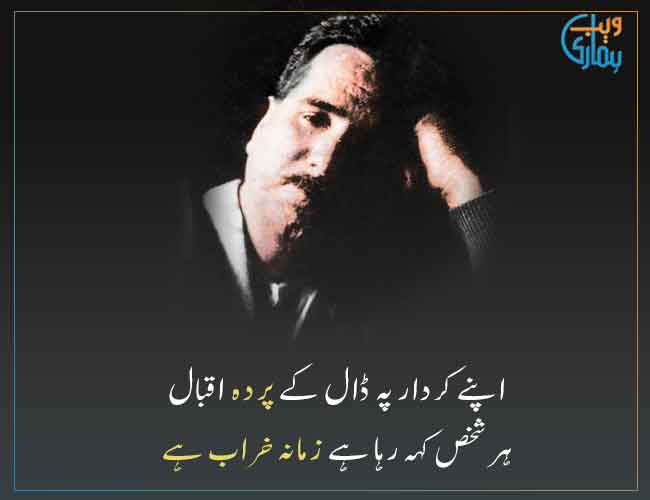 ہماری
ویب
اپنے کردار پہ ڈال کے پردہ اقبال
ہر شخص کہہ رہا ہے زمانہ خراب ہے